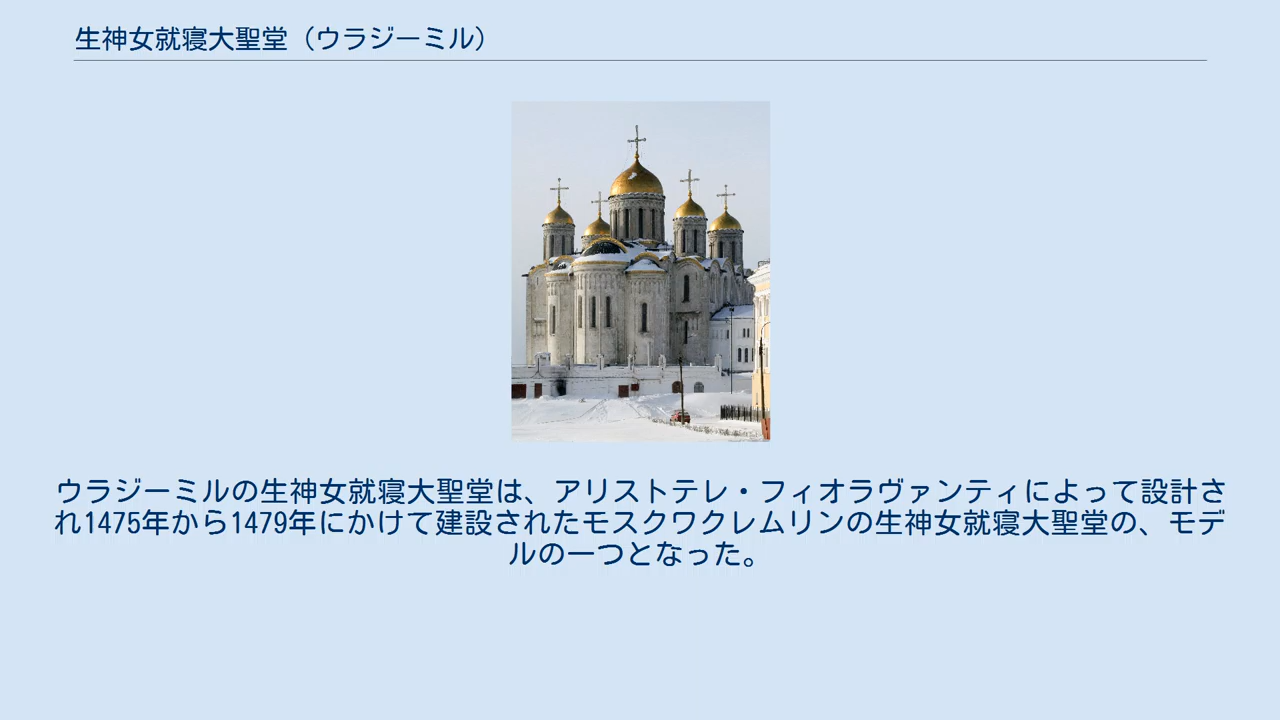 生神女就寝大聖堂（ウラジーミル）
ウラジーミルの生神女就寝大聖堂は、アリストテレ・フィオラヴァンティによって設計さ
れ1475年から1479年にかけて建設されたモスクワクレムリンの生神女就寝大聖堂の、モデ
ルの一つとなった。